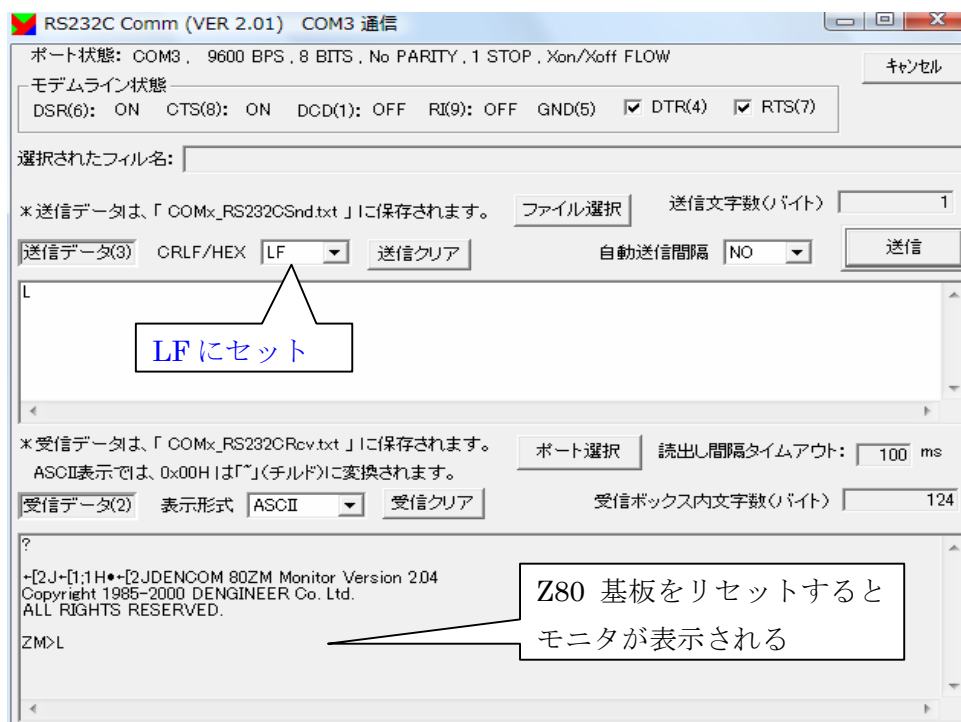 RS232C Comm (VER 2.01) COM3 通信
ポート状態: COM3 , 9600 BPS , 8 BITS , No PARITY , 1 STOP , Xon/Xoff FLOW
キャンセル
モデムライン状態
DSR(6): ON CTS(8): ON DCD(1): OFF RI(9): OFF GND(5) DTR(4) RTS(7)
選択されたフィル名:
*送信データは、「 COMx_RS232CSnd.txt 」に保存されます。 ファイル選択 送信文字数(バイト) 1
送信データ(3) CRLF/HEX LF 送信クリア 自動送信間隔 NO 送信
L
LF にセット
*受信データは、「 COMx_RS232CRcv.txt 」に保存されます。 ポート選択 読出し間隔タイムアウト: 100 ms
ASCII表示では、0x00H は「~」(チルド)に変換されます。
受信データ(2) 表示形式 ASCII 受信クリア 受信ボックス内文字数(バイト) 124
?
←[2J←[1;1H•←[2JDENCOM 80ZM Monitor Version 2.04
Copyright 1985-2000 DENGINEER Co. Ltd.
ALL RIGHTS RESERVED.
ZM>L
Z80 基板をリセットすると
モニタが表示される